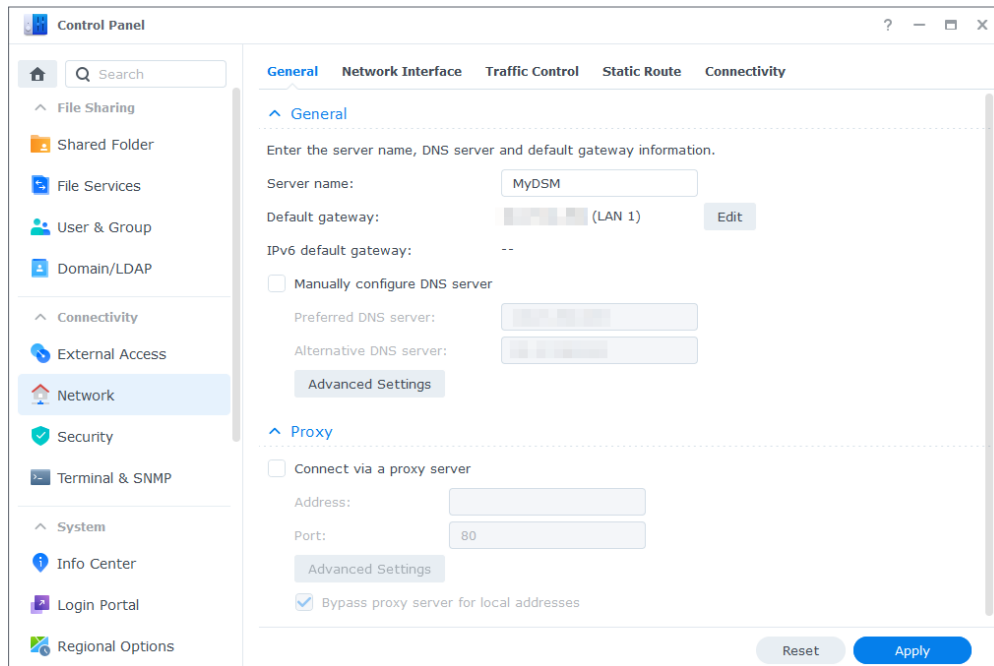 Control Panel
Search
File Sharing
Shared Folder
File Services
User & Group
Domain/LDAP
Connectivity
External Access
Network
Security
Terminal & SNMP
System
Info Center
Login Portal
Regional Options
General Network Interface Traffic Control Static Route Connectivity
General
Enter the server name, DNS server and default gateway information.
Server name: MyDSM
Default gateway: (LAN 1) Edit
IPv6 default gateway: --
Manually configure DNS server
Preferred DNS server:
Alternative DNS server:
Advanced Settings
Proxy
Connect via a proxy server
Address:
Port: 80
Advanced Settings
Bypass proxy server for local addresses
Reset Apply